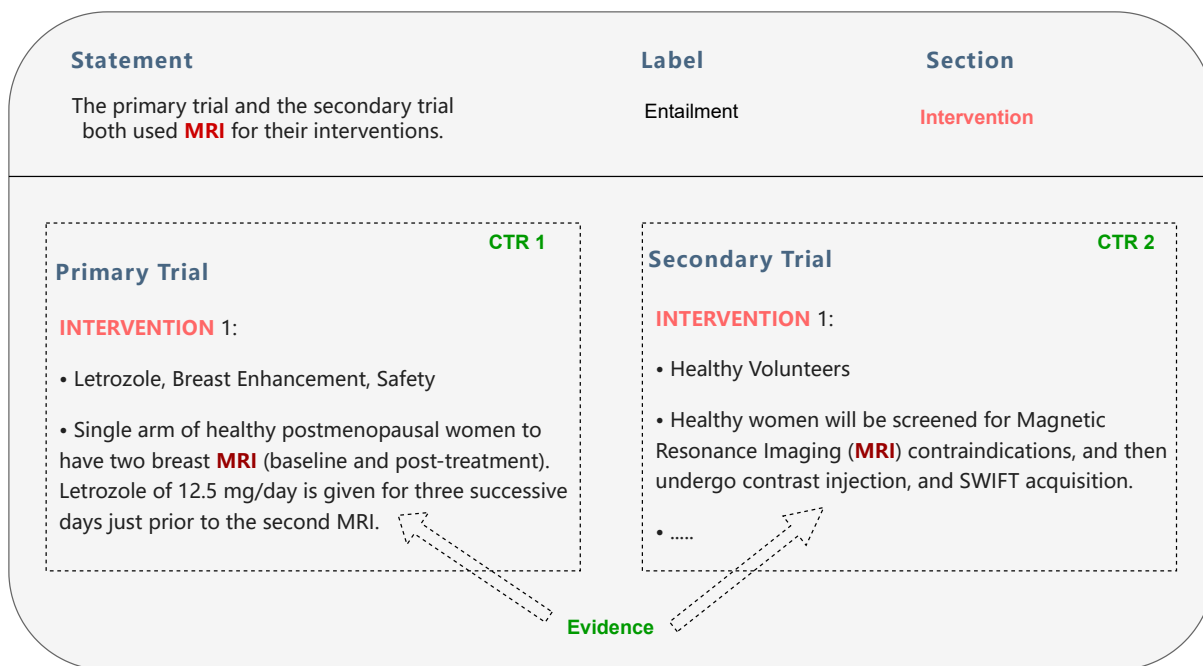 Statement
Label
Section
The primary trial and the secondary trial
both used MRI for their interventions.
Entailment
Intervention
CTR 1
Primary Trial
INTERVENTION 1:
• Letrozole, Breast Enhancement, Safety
• Single arm of healthy postmenopausal women to
have two breast MRI (baseline and post-treatment).
Letrozole of 12.5 mg/day is given for three successive
days just prior to the second MRI.
CTR 2
Secondary Trial
INTERVENTION 1:
• Healthy Volunteers
• Healthy women will be screened for Magnetic
Resonance Imaging (MRI) contraindications, and then
undergo contrast injection, and SWIFT acquisition.
• .....
Evidence